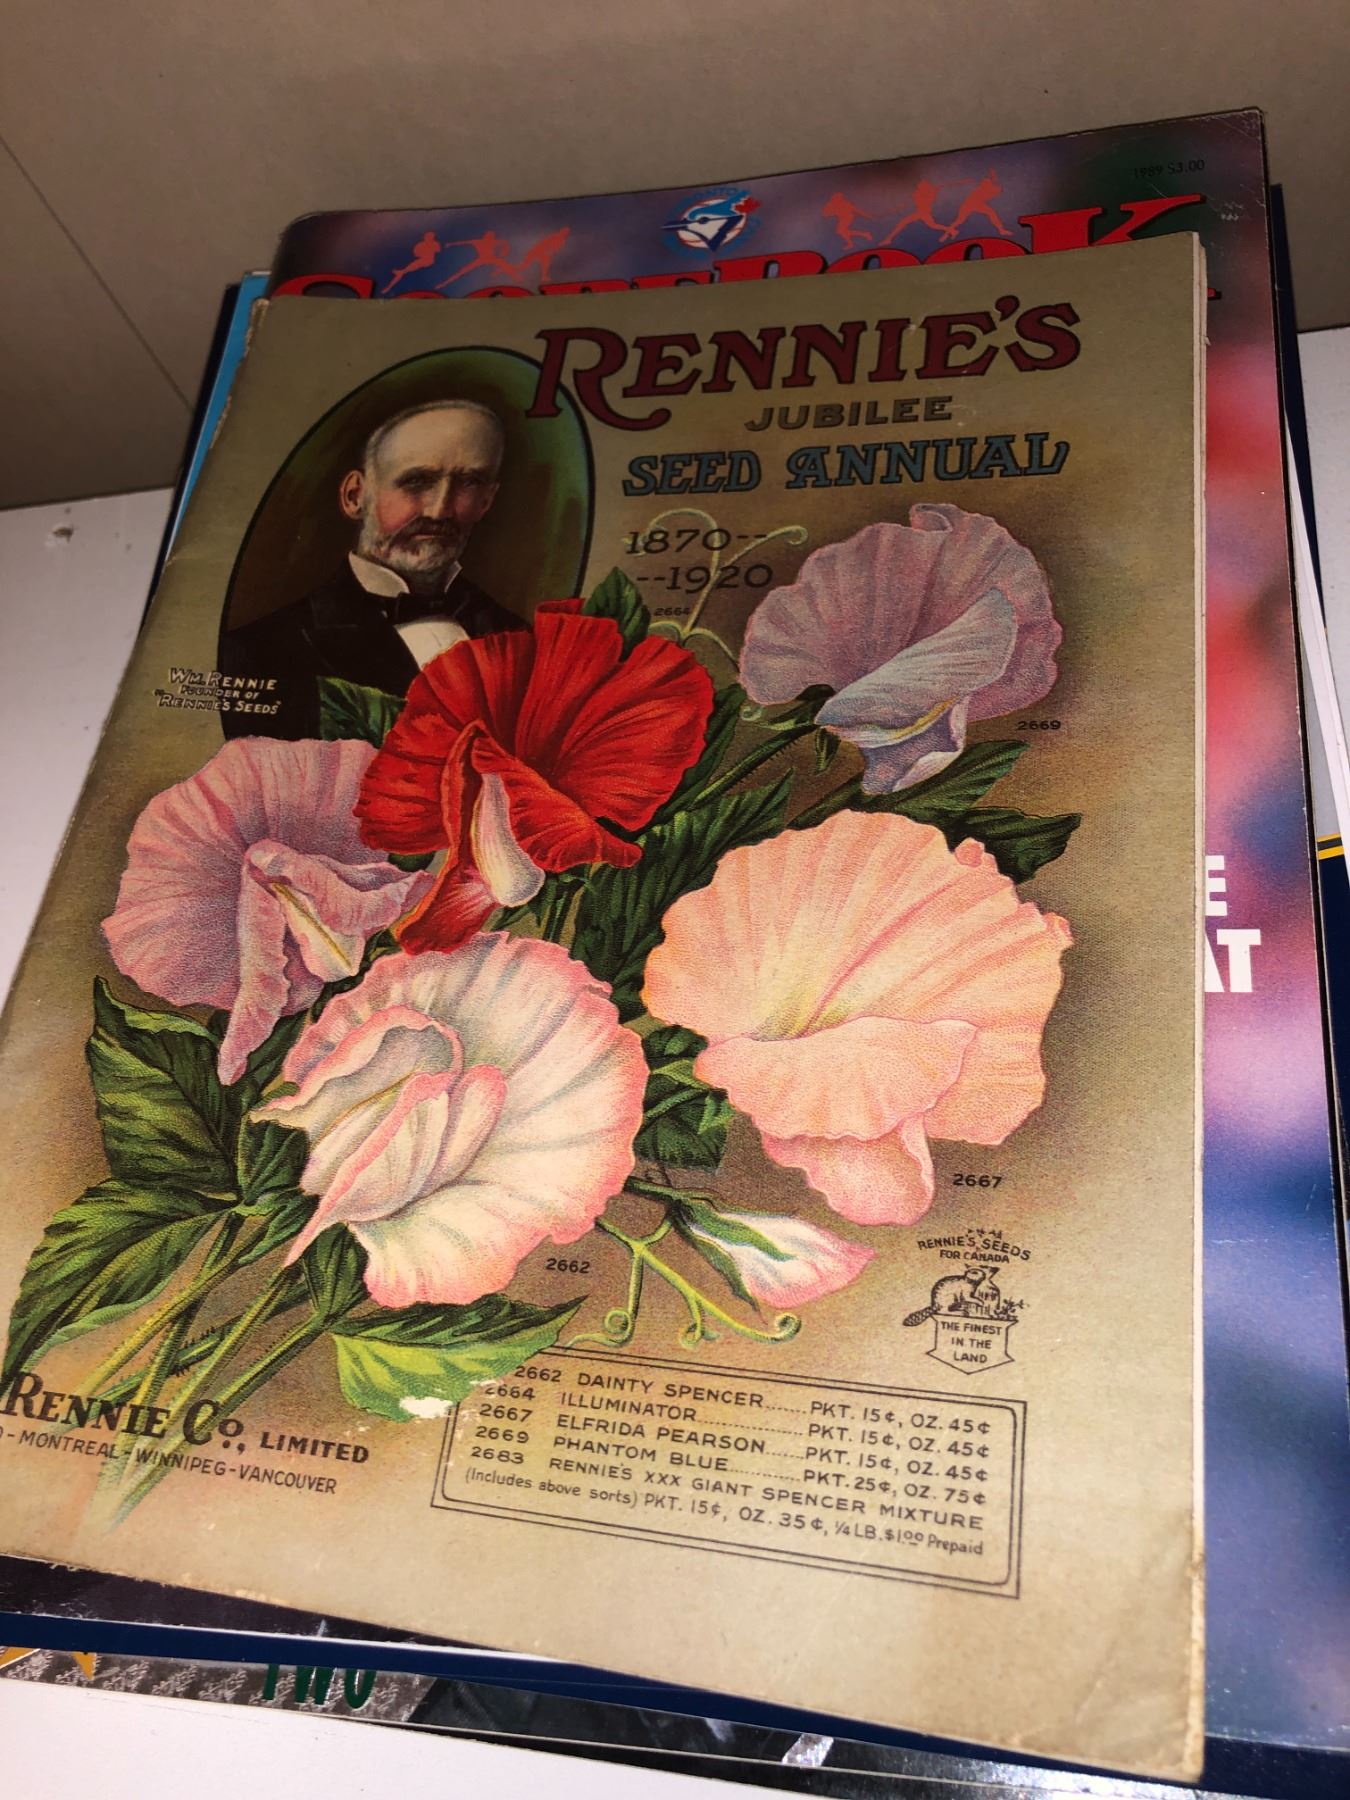 1989 $3.00
SCOREBOOK
RENNIE'S
JUBILEE
SEED ANNUAL
1870--
--1920
2664
WM. RENNIE
FOUNDER OF
"RENNIE'S SEEDS"
2669
2667
2662
RENNIE'S SEEDS
FOR CANADA
THE FINEST
IN THE
LAND
2662 DAINTY SPENCER......PKT. 15¢, OZ. 45¢
2664 ILLUMINATOR..............PKT. 15¢, OZ. 45¢
2667 ELFRIDA PEARSON.....PKT. 15¢, OZ. 45¢
2669 PHANTOM BLUE............PKT. 25¢, OZ. 75¢
2683 RENNIE'S XXX GIANT SPENCER MIXTURE
(Includes above sorts) PKT. 15¢, OZ. 35¢, ¼ LB. $1.00 Prepaid
RENNIE CO., LIMITED
-MONTREAL-WINNIPEG-VANCOUVER
E
AT
TWO